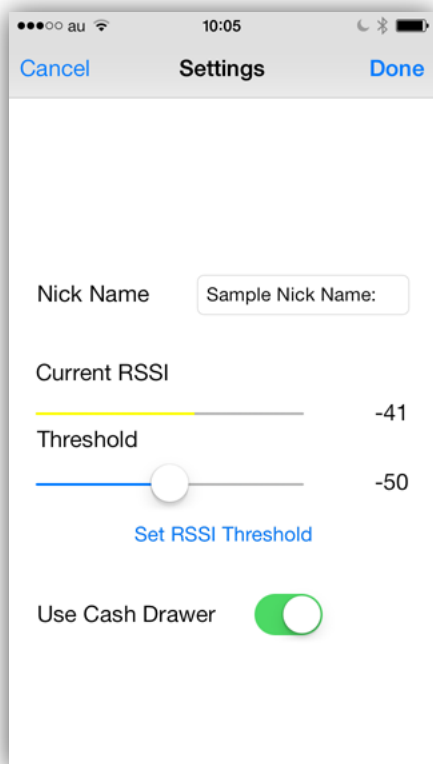 au 10:05
Cancel Settings Done
Nick Name Sample Nick Name:
Current RSSI
-41
Threshold
-50
Set RSSI Threshold
Use Cash Drawer